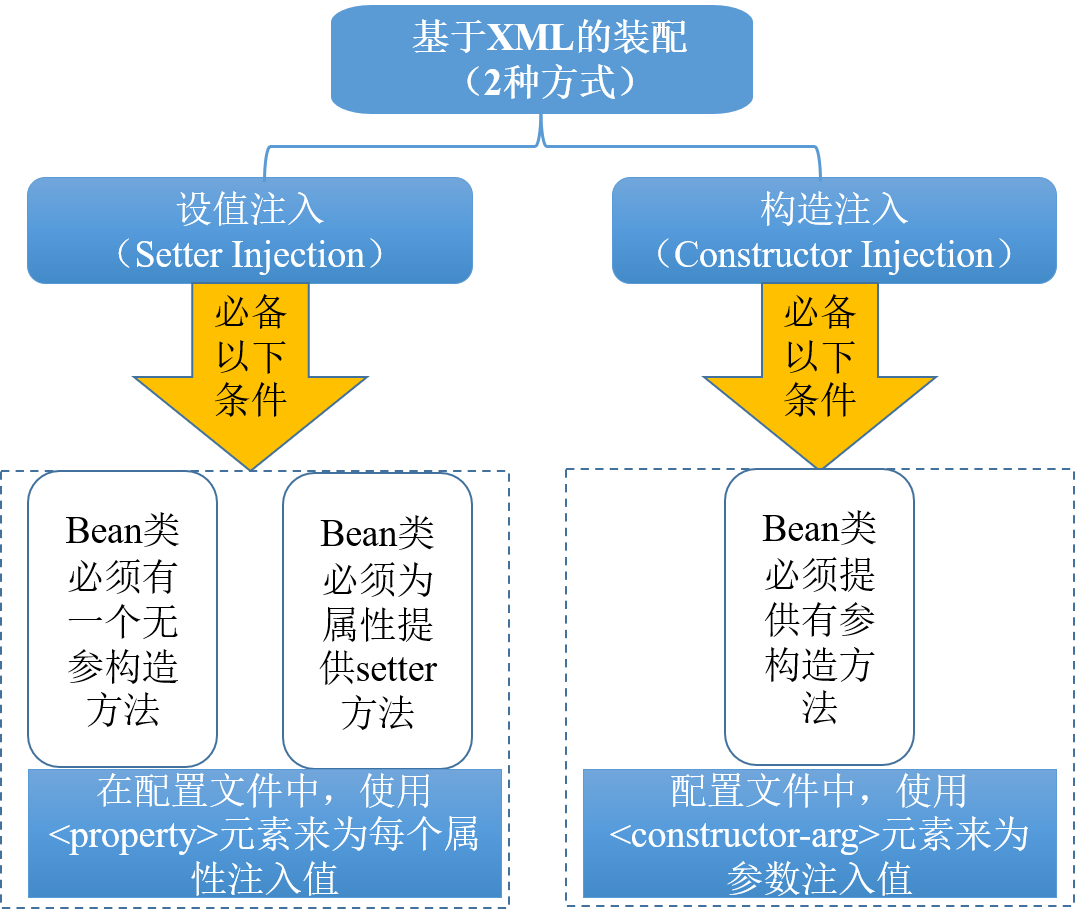 基于XML的装配
（2种方式）
设值注入
（Setter Injection）
必备
以下
条件
Bean类
必须有
一个无
参构造
方法
Bean类
必须为
属性提
供setter
方法
在配置文件中，使用
<property>元素来为每个属
性注入值
构造注入
（Constructor Injection）
必备
以下
条件
Bean类
必须提
供有参
构造方
法
配置文件中，使用
<constructor-arg>元素来为
参数注入值